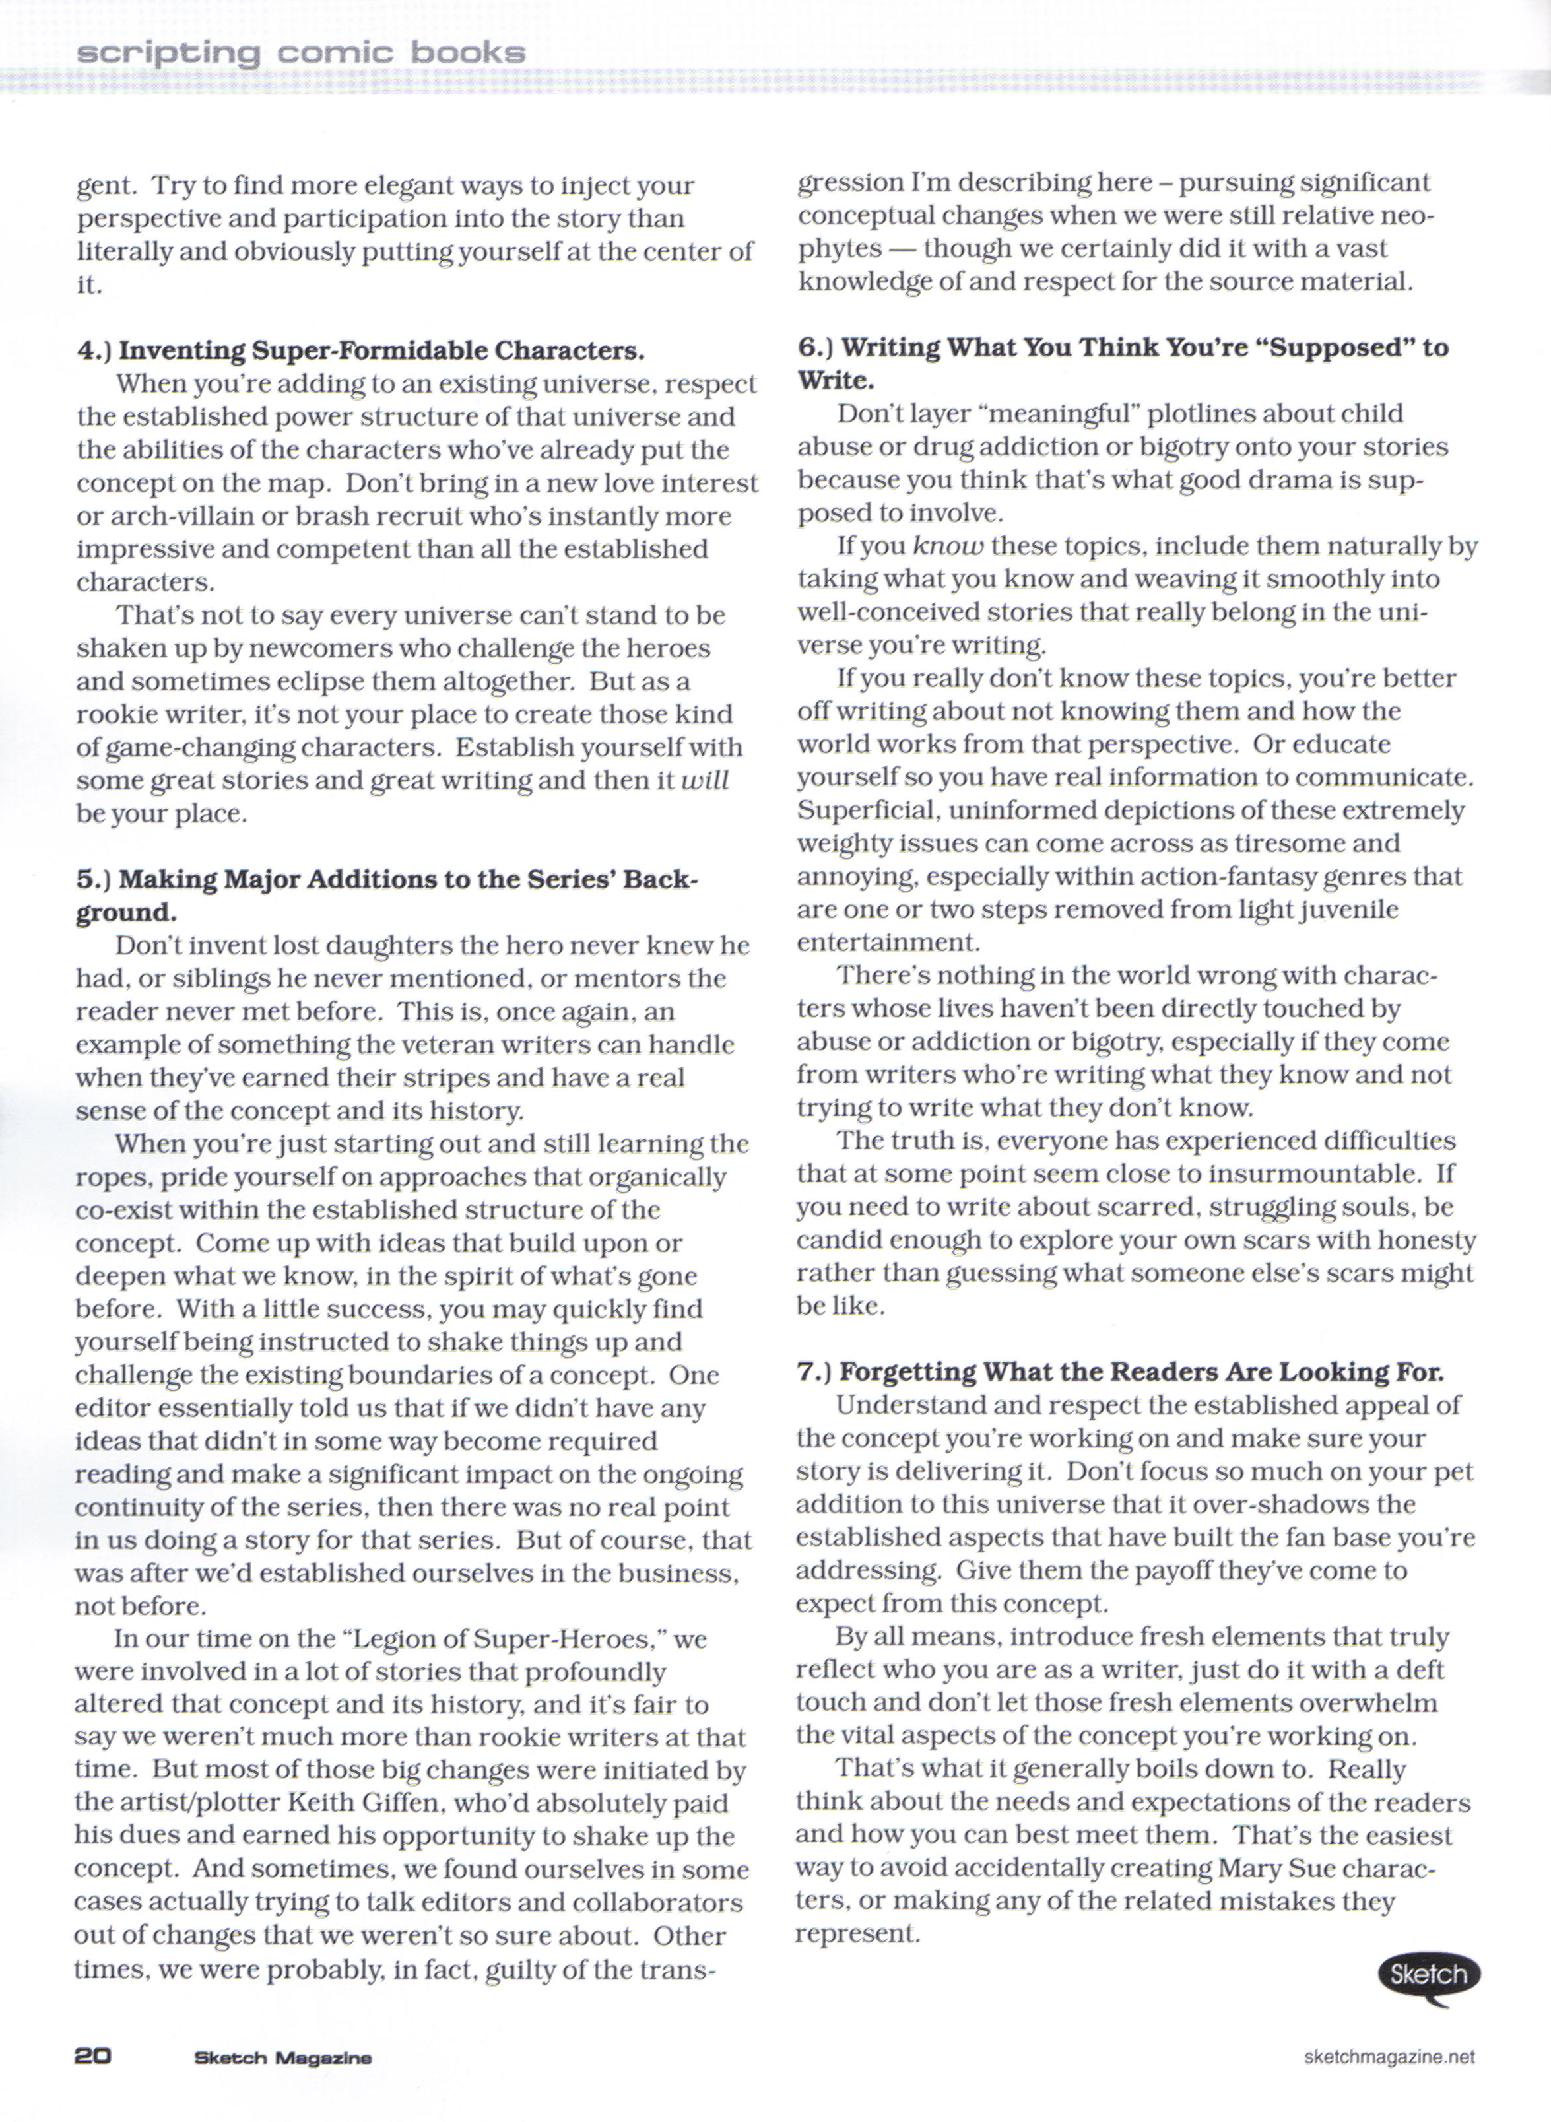 scripting comic books
gent. Try to find more elegant ways to inject your
perspective and participation into the story than
literally and obviously putting yourself at the center of
it.
4.) Inventing Super-Formidable Characters.
When you're adding to an existing universe, respect
the established power structure of that universe and
the abilities of the characters who've already put the
concept on the map. Don't bring in a new love interest
or arch-villain or brash recruit who's instantly more
impressive and competent than all the established
characters.
That's not to say every universe can't stand to be
shaken up by newcomers who challenge the heroes
and sometimes eclipse them altogether. But as a
rookie writer, it's not your place to create those kind
of game-changing characters. Establish yourself with
some great stories and great writing and then it will
be your place.
5.) Making Major Additions to the Series' Back-
ground.
Don't invent lost daughters the hero never knew he
had, or siblings he never mentioned, or mentors the
reader never met before. This is, once again, an
example of something the veteran writers can handle
when they've earned their stripes and have a real
sense of the concept and its history.
When you're just starting out and still learning the
ropes, pride yourself on approaches that organically
co-exist within the established structure of the
concept. Come up with ideas that build upon or
deepen what we know, in the spirit of what's gone
before. With a little success, you may quickly find
yourself being instructed to shake things up and
challenge the existing boundaries of a concept. One
editor essentially told us that if we didn't have any
ideas that didn't in some way become required
reading and make a significant impact on the ongoing
continuity of the series, then there was no real point
in us doing a story for that series. But of course, that
was after we'd established ourselves in the business,
not before.
In our time on the “Legion of Super-Heroes,” we
were involved in a lot of stories that profoundly
altered that concept and its history, and it's fair to
say we weren't much more than rookie writers at that
time. But most of those big changes were initiated by
the artist/plotter Keith Giffen, who'd absolutely paid
his dues and earned his opportunity to shake up the
concept. And sometimes, we found ourselves in some
cases actually trying to talk editors and collaborators
out of changes that we weren't so sure about. Other
times, we were probably, in fact, guilty of the trans-
gression I'm describing here – pursuing significant
conceptual changes when we were still relative neo-
phytes — though we certainly did it with a vast
knowledge of and respect for the source material.
6.) Writing What You Think You're “Supposed” to
Write.
Don't layer “meaningful” plotlines about child
abuse or drug addiction or bigotry onto your stories
because you think that's what good drama is sup-
posed to involve.
If you know these topics, include them naturally by
taking what you know and weaving it smoothly into
well-conceived stories that really belong in the uni-
verse you're writing.
If you really don't know these topics, you're better
off writing about not knowing them and how the
world works from that perspective. Or educate
yourself so you have real information to communicate.
Superficial, uninformed depictions of these extremely
weighty issues can come across as tiresome and
annoying, especially within action-fantasy genres that
are one or two steps removed from light juvenile
entertainment.
There's nothing in the world wrong with charac-
ters whose lives haven't been directly touched by
abuse or addiction or bigotry, especially if they come
from writers who're writing what they know and not
trying to write what they don't know.
The truth is, everyone has experienced difficulties
that at some point seem close to insurmountable. If
you need to write about scarred, struggling souls, be
candid enough to explore your own scars with honesty
rather than guessing what someone else's scars might
be like.
7.) Forgetting What the Readers Are Looking For.
Understand and respect the established appeal of
the concept you're working on and make sure your
story is delivering it. Don't focus so much on your pet
addition to this universe that it over-shadows the
established aspects that have built the fan base you're
addressing. Give them the payoff they've come to
expect from this concept.
By all means, introduce fresh elements that truly
reflect who you are as a writer, just do it with a deft
touch and don't let those fresh elements overwhelm
the vital aspects of the concept you're working on.
That's what it generally boils down to. Really
think about the needs and expectations of the readers
and how you can best meet them. That's the easiest
way to avoid accidentally creating Mary Sue charac-
ters, or making any of the related mistakes they
represent.
Sketch
20 Sketch Magazine
sketchmagazine.net